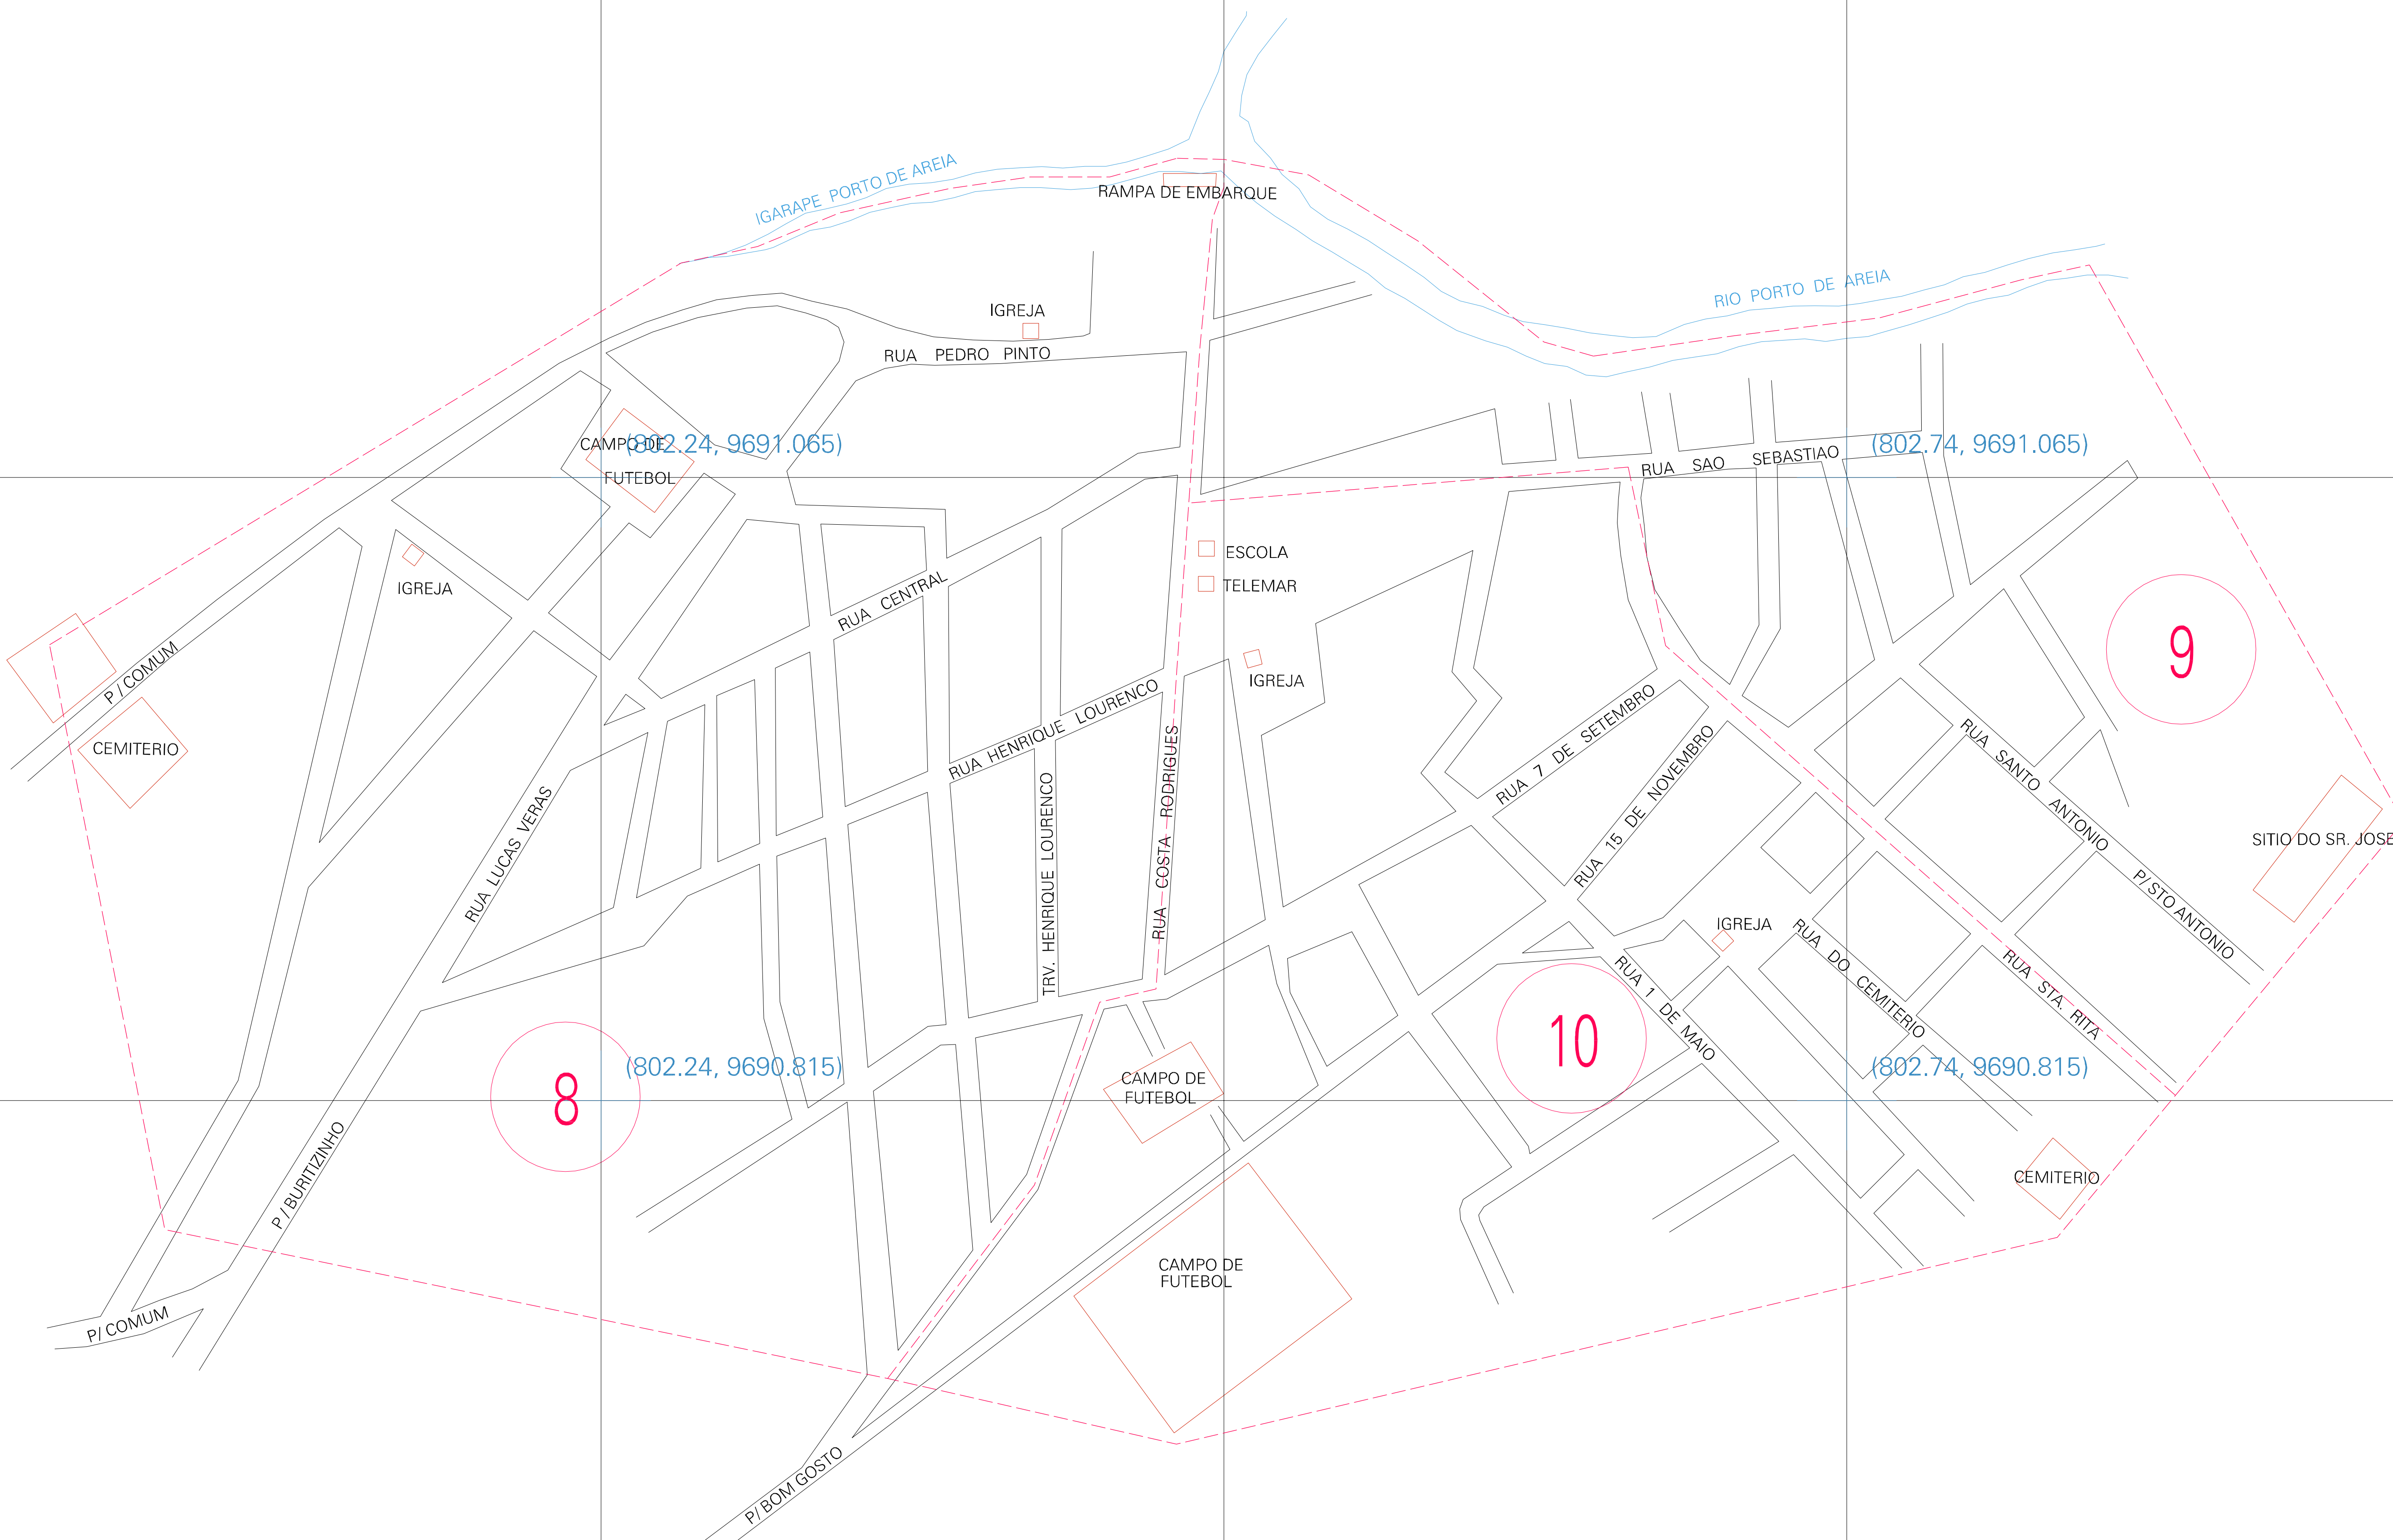 IGARAPE PORTO DE AREIA
RAMPA DE EMBARQUE
RIO PORTO DE AREIA
IGREJA
RUA PEDRO PINTO
CAMPO DE
FUTEBOL
(802.24, 9691.065)
(802.74, 9691.065)
RUA SAO SEBASTIAO
ESCOLA
TELEMAR
IGREJA
RUA CENTRAL
P/ COMUM
IGREJA
9
CEMITERIO
RUA HENRIQUE LOURENCO
RUA 7 DE SETEMBRO
RUA 15 DE NOVEMBRO
RUA SANTO ANTONIO
RUA LUCAS VERAS
TRV. HENRIQUE LOURENCO
RUA COSTA RODRIGUES
SITIO DO SR. JOSE
P/ STO ANTONIO
IGREJA
RUA DO CEMITERIO
RUA STA. RITA
RUA 1 DE MAIO
10
8
(802.24, 9690.815)
(802.74, 9690.815)
CAMPO DE
FUTEBOL
P/ BURITIZINHO
CEMITERIO
CAMPO DE
FUTEBOL
P/ COMUM
P/ BOM GOSTO